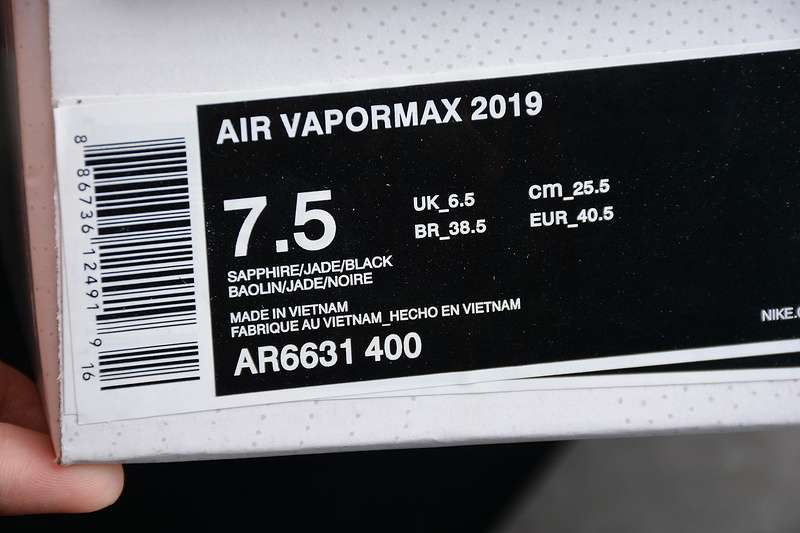 AIR VAPORMAX 2019
7.5
UK_6.5
cm_25.5
BR_38.5
EUR_40.5
SAPPHIRE/JADE/BLACK
BAOLIN/JADE/NOIRE
MADE IN VIETNAM
FABRIQUE AU VIETNAM_HECHO EN VIETNAM
AR6631 400
NIKE.
8 86736 12491 9 16